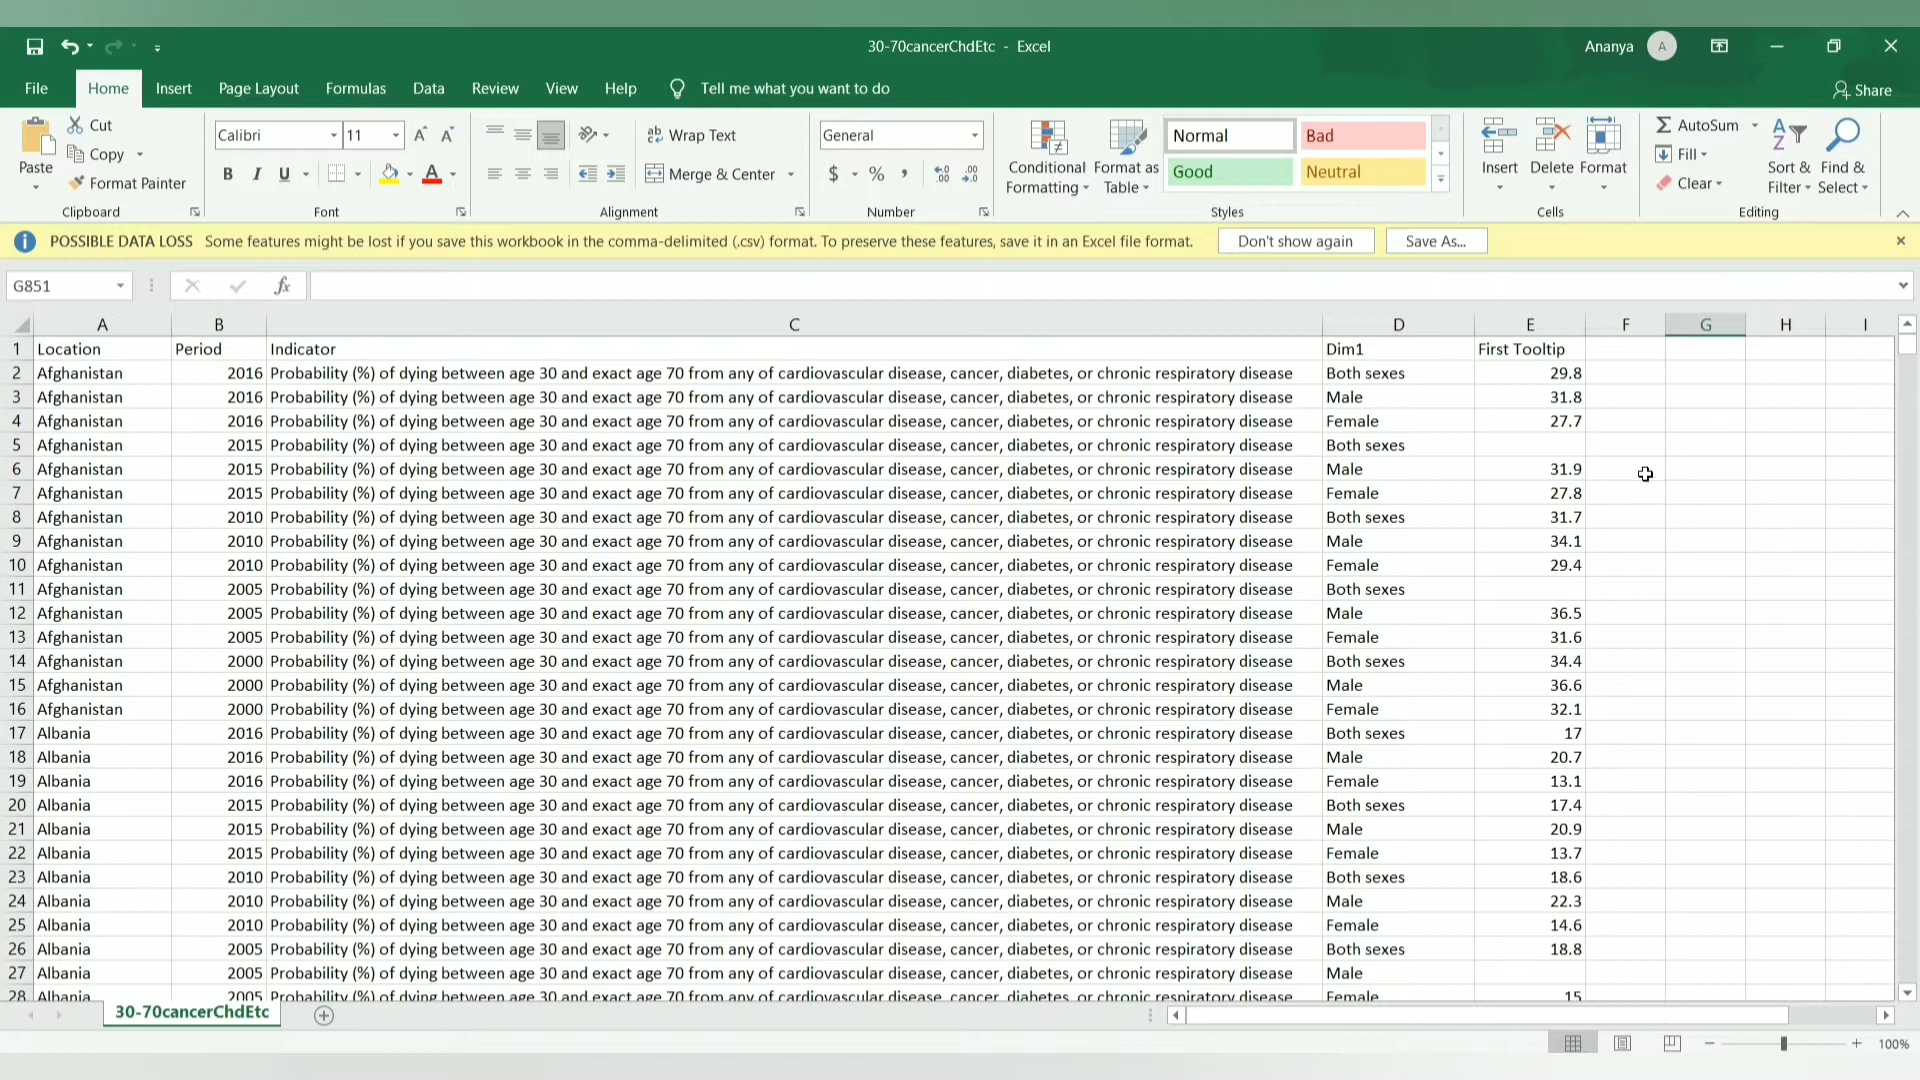 30-70cancerChdEtc - Excel
Ananya A
File Home Insert Page Layout Formulas Data Review View Help Tell me what you want to do Share
Paste
Cut
Copy
Format Painter
Clipboard
Calibri 11
B I U A
Font
Wrap Text
Merge & Center
Alignment
General
$ % ,
Number
Conditional Formatting
Format as Table
Normal Bad
Good Neutral
Styles
Insert Delete Format
Cells
AutoSum
Fill
Clear
Sort & Filter
Find & Select
Editing
POSSIBLE DATA LOSS Some features might be lost if you save this workbook in the comma-delimited (.csv) format. To preserve these features, save it in an Excel file format. Don't show again Save As...
G851 fx
A B C D E F G H I
1 Location Period Indicator Dim1 First Tooltip
2 Afghanistan 2016 Probability (%) of dying between age 30 and exact age 70 from any of cardiovascular disease, cancer, diabetes, or chronic respiratory disease Both sexes 29.8
3 Afghanistan 2016 Probability (%) of dying between age 30 and exact age 70 from any of cardiovascular disease, cancer, diabetes, or chronic respiratory disease Male 31.8
4 Afghanistan 2016 Probability (%) of dying between age 30 and exact age 70 from any of cardiovascular disease, cancer, diabetes, or chronic respiratory disease Female 27.7
5 Afghanistan 2015 Probability (%) of dying between age 30 and exact age 70 from any of cardiovascular disease, cancer, diabetes, or chronic respiratory disease Both sexes
6 Afghanistan 2015 Probability (%) of dying between age 30 and exact age 70 from any of cardiovascular disease, cancer, diabetes, or chronic respiratory disease Male 31.9
7 Afghanistan 2015 Probability (%) of dying between age 30 and exact age 70 from any of cardiovascular disease, cancer, diabetes, or chronic respiratory disease Female 27.8
8 Afghanistan 2010 Probability (%) of dying between age 30 and exact age 70 from any of cardiovascular disease, cancer, diabetes, or chronic respiratory disease Both sexes 31.7
9 Afghanistan 2010 Probability (%) of dying between age 30 and exact age 70 from any of cardiovascular disease, cancer, diabetes, or chronic respiratory disease Male 34.1
10 Afghanistan 2010 Probability (%) of dying between age 30 and exact age 70 from any of cardiovascular disease, cancer, diabetes, or chronic respiratory disease Female 29.4
11 Afghanistan 2005 Probability (%) of dying between age 30 and exact age 70 from any of cardiovascular disease, cancer, diabetes, or chronic respiratory disease Both sexes
12 Afghanistan 2005 Probability (%) of dying between age 30 and exact age 70 from any of cardiovascular disease, cancer, diabetes, or chronic respiratory disease Male 36.5
13 Afghanistan 2005 Probability (%) of dying between age 30 and exact age 70 from any of cardiovascular disease, cancer, diabetes, or chronic respiratory disease Female 31.6
14 Afghanistan 2000 Probability (%) of dying between age 30 and exact age 70 from any of cardiovascular disease, cancer, diabetes, or chronic respiratory disease Both sexes 34.4
15 Afghanistan 2000 Probability (%) of dying between age 30 and exact age 70 from any of cardiovascular disease, cancer, diabetes, or chronic respiratory disease Male 36.6
16 Afghanistan 2000 Probability (%) of dying between age 30 and exact age 70 from any of cardiovascular disease, cancer, diabetes, or chronic respiratory disease Female 32.1
17 Albania 2016 Probability (%) of dying between age 30 and exact age 70 from any of cardiovascular disease, cancer, diabetes, or chronic respiratory disease Both sexes 17
18 Albania 2016 Probability (%) of dying between age 30 and exact age 70 from any of cardiovascular disease, cancer, diabetes, or chronic respiratory disease Male 20.7
19 Albania 2016 Probability (%) of dying between age 30 and exact age 70 from any of cardiovascular disease, cancer, diabetes, or chronic respiratory disease Female 13.1
20 Albania 2015 Probability (%) of dying between age 30 and exact age 70 from any of cardiovascular disease, cancer, diabetes, or chronic respiratory disease Both sexes 17.4
21 Albania 2015 Probability (%) of dying between age 30 and exact age 70 from any of cardiovascular disease, cancer, diabetes, or chronic respiratory disease Male 20.9
22 Albania 2015 Probability (%) of dying between age 30 and exact age 70 from any of cardiovascular disease, cancer, diabetes, or chronic respiratory disease Female 13.7
23 Albania 2010 Probability (%) of dying between age 30 and exact age 70 from any of cardiovascular disease, cancer, diabetes, or chronic respiratory disease Both sexes 18.6
24 Albania 2010 Probability (%) of dying between age 30 and exact age 70 from any of cardiovascular disease, cancer, diabetes, or chronic respiratory disease Male 22.3
25 Albania 2010 Probability (%) of dying between age 30 and exact age 70 from any of cardiovascular disease, cancer, diabetes, or chronic respiratory disease Female 14.6
26 Albania 2005 Probability (%) of dying between age 30 and exact age 70 from any of cardiovascular disease, cancer, diabetes, or chronic respiratory disease Both sexes 18.8
27 Albania 2005 Probability (%) of dying between age 30 and exact age 70 from any of cardiovascular disease, cancer, diabetes, or chronic respiratory disease Male
28 Albania 2005 Probability (%) of dying between age 30 and exact age 70 from any of cardiovascular disease, cancer, diabetes, or chronic respiratory disease Female 15
30-70cancerChdEtc
100%